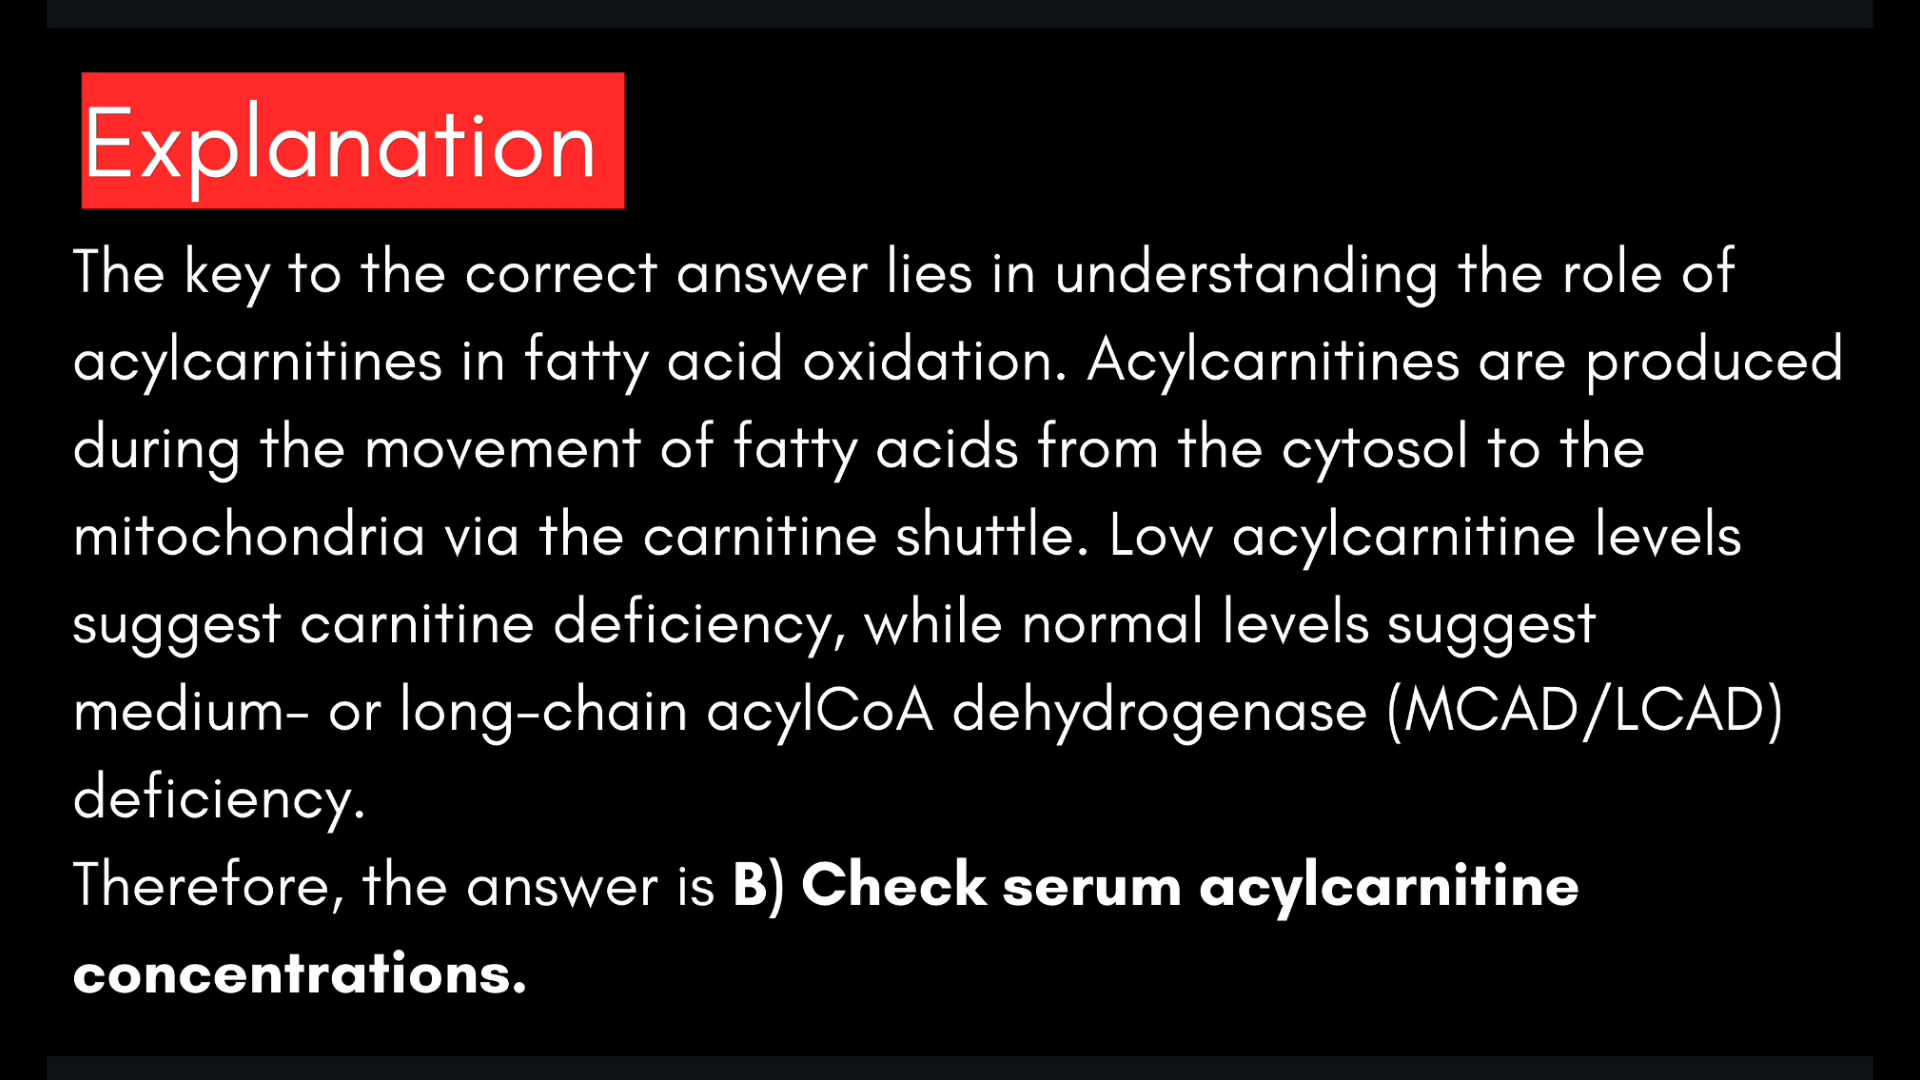 Explanation
The key to the correct answer lies in understanding the role of
acylcarnitines in fatty acid oxidation. Acylcarnitines are produced
during the movement of fatty acids from the cytosol to the
mitochondria via the carnitine shuttle. Low acylcarnitine levels
suggest carnitine deficiency, while normal levels suggest
medium- or long-chain acylCoA dehydrogenase (MCAD/LCAD)
deficiency.
Therefore, the answer is B) Check serum acylcarnitine
concentrations.